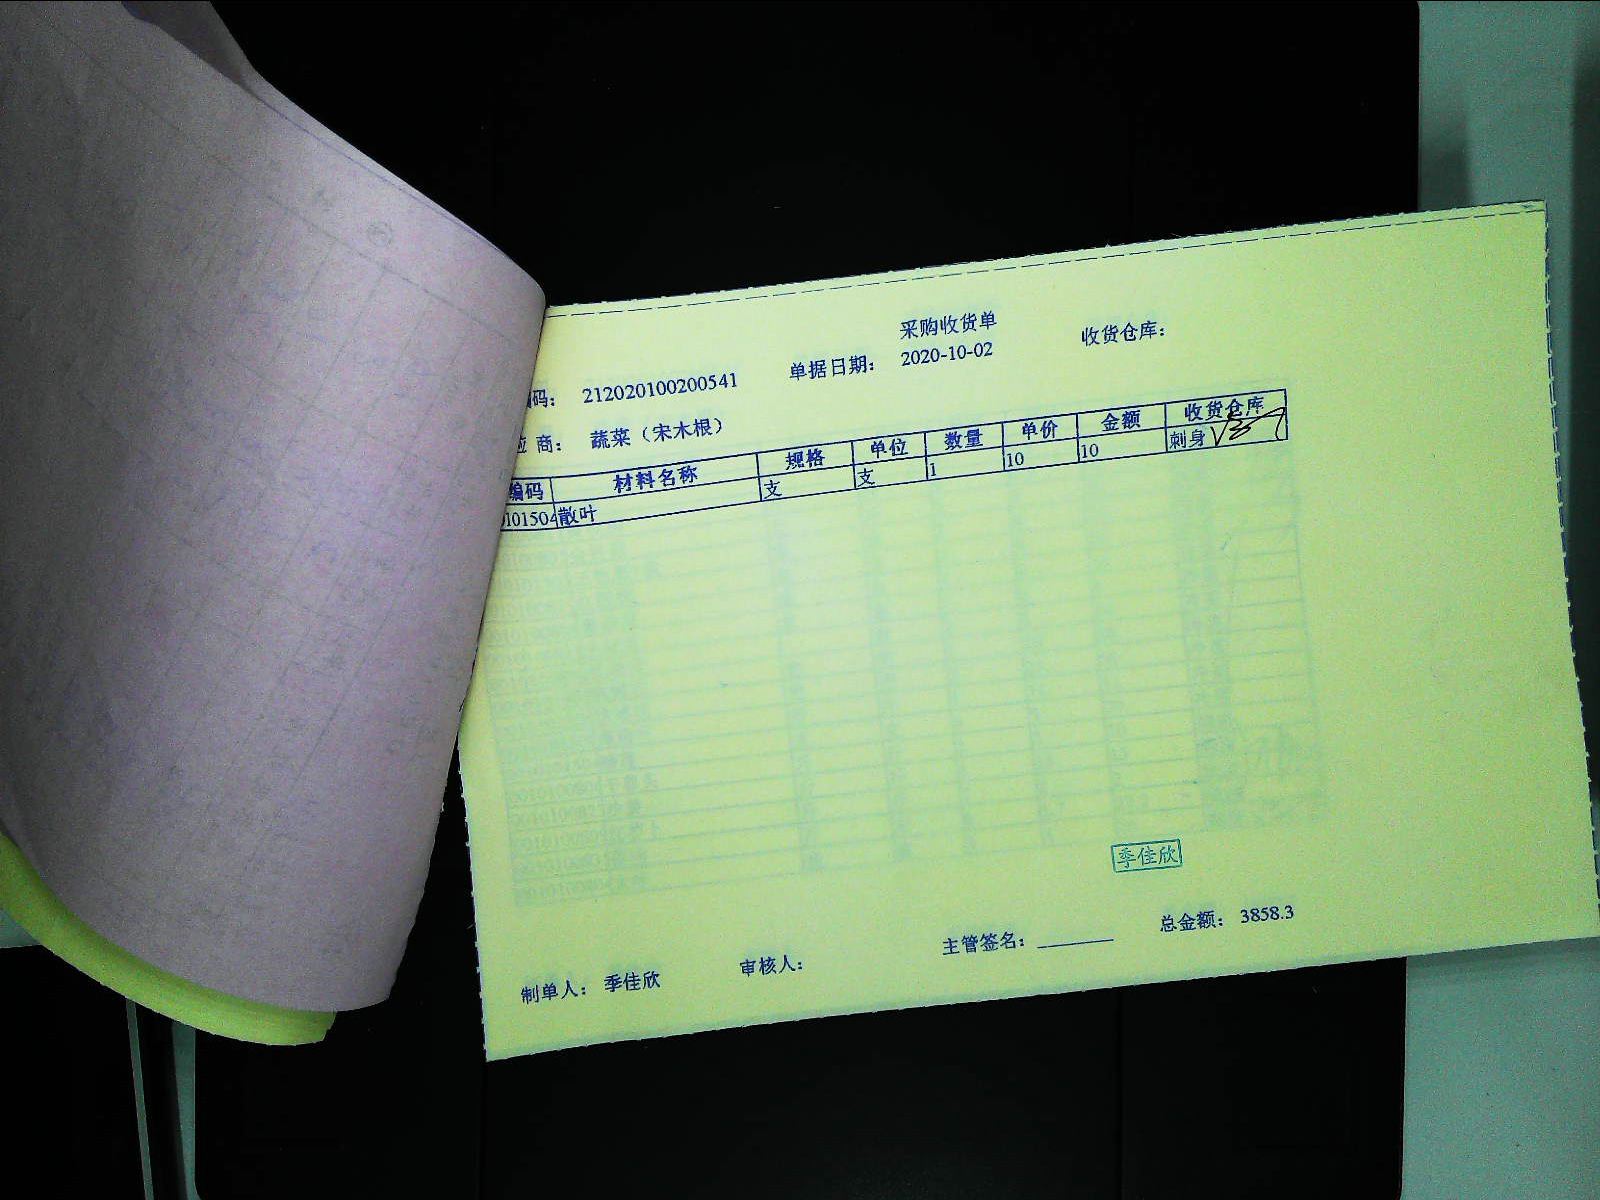 采购收货单
码： 212020100200541 单据日期： 2020-10-02 收货仓库：
应 商： 蔬菜（宋木根）
编码 材料名称 规格 单位 数量 单价 金额 收货仓库
0101504 散叶 支 支 1 10 10 刺身
季佳欣
制单人： 季佳欣 审核人： 主管签名： 总金额： 3858.3